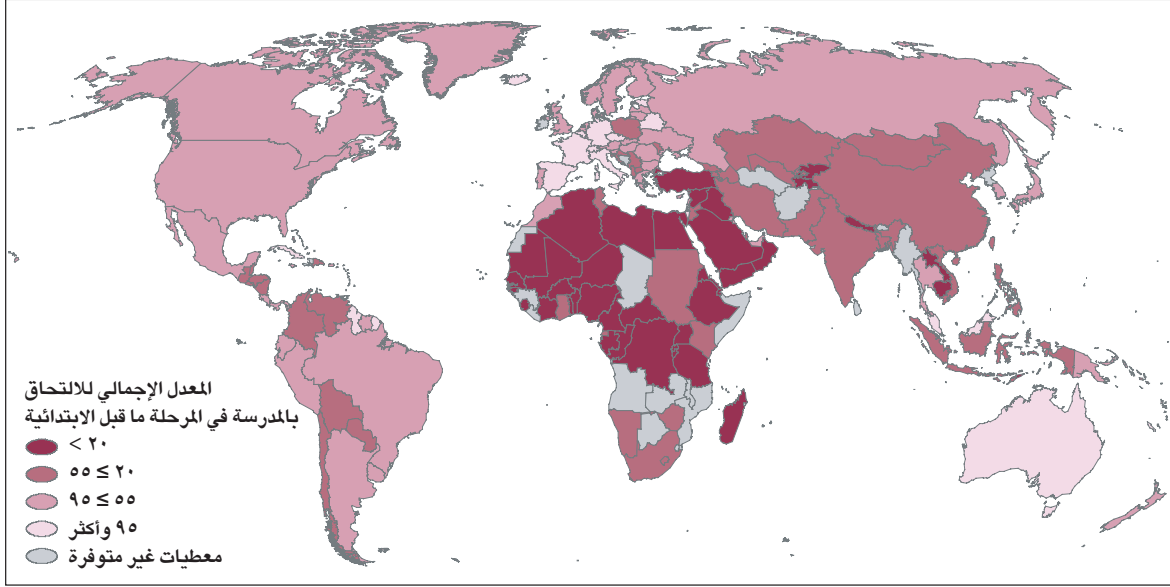 المعدل الإجمالي للالتحاق
بالمدرسة في المرحلة ما قبل الابتدائية
< ٢٠
٢٠ ≥ ٥٥
٥٥ ≥ ٩٥
٩٥ وأكثر
معطيات غير متوفرة